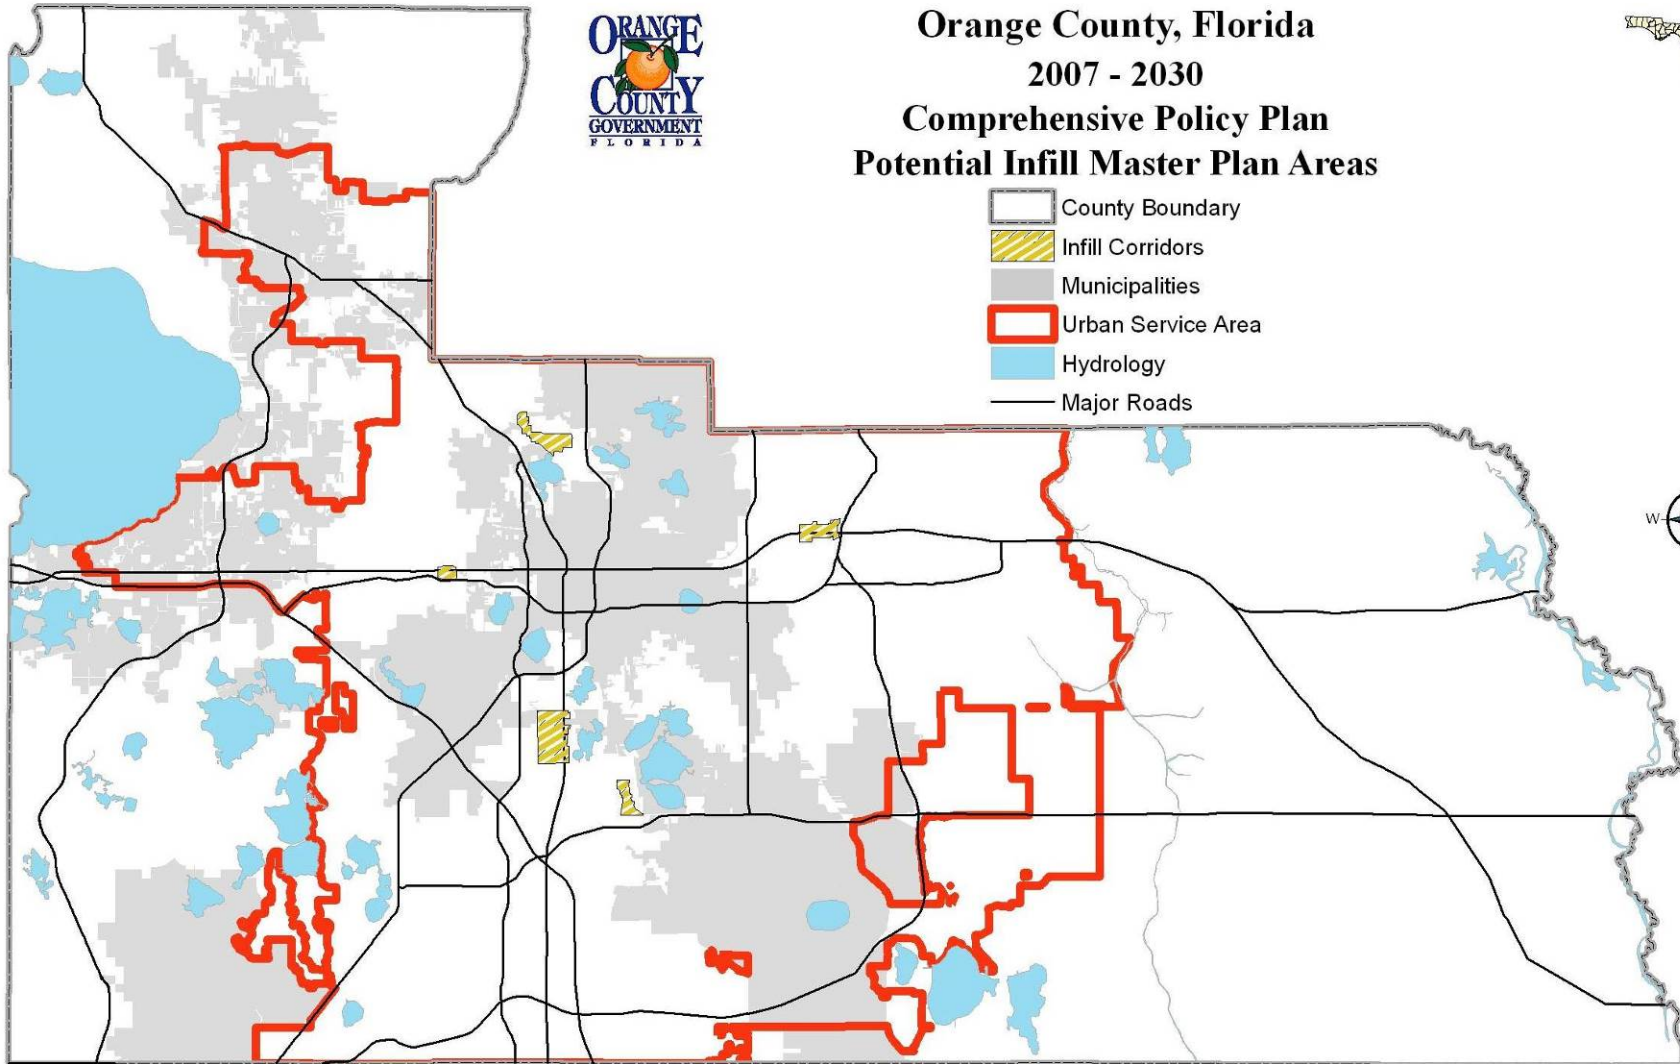 ORANGE
COUNTY
GOVERNMENT
FLORIDA
Orange County, Florida
2007 - 2030
Comprehensive Policy Plan
Potential Infill Master Plan Areas
County Boundary
Infill Corridors
Municipalities
Urban Service Area
Hydrology
Major Roads
W